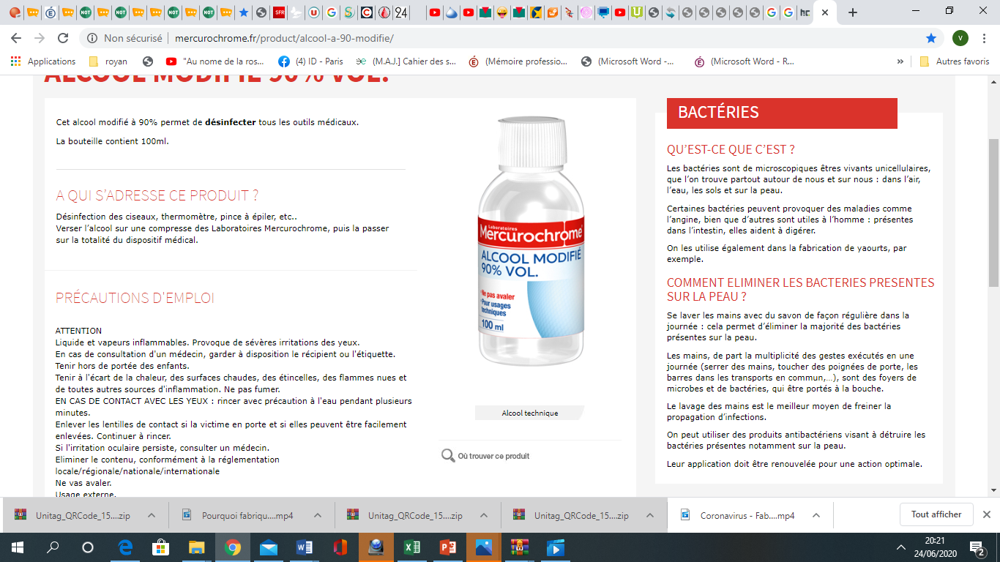 SFR
24
hc
Non sécurisé
mercurochrome.fr/product/alcool-a-90-modifie/
V
Applications
royan
"Au nome de la ros...
(4) ID - Paris
(M.A.J.] Cahier des s...
(Mémoire professio...
(Microsoft Word -...
(Microsoft Word - R...
»
Autres favoris
ALCOOL MODIFIÉ 90% VOL.
Cet alcool modifié à 90% permet de désinfecter tous les outils médicaux.
La bouteille contient 100ml.
A QUI S'ADRESSE CE PRODUIT ?
Désinfection des ciseaux, thermomètre, pince à épiler, etc..
Verser l'alcool sur une compresse des Laboratoires Mercurochrome, puis la passer
sur la totalité du dispositif médical.
PRÉCAUTIONS D'EMPLOI
ATTENTION
Liquide et vapeurs inflammables. Provoque de sévères irritations des yeux.
En cas de consultation d'un médecin, garder à disposition le récipient ou l'étiquette.
Tenir hors de portée des enfants.
Tenir à l'écart de la chaleur, des surfaces chaudes, des étincelles, des flammes nues et
de toutes autres sources d'inflammation. Ne pas fumer.
EN CAS DE CONTACT AVEC LES YEUX : rincer avec précaution à l'eau pendant plusieurs
minutes.
Enlever les lentilles de contact si la victime en porte et si elles peuvent être facilement
enlevées. Continuer à rincer.
Si l'irritation oculaire persiste, consulter un médecin.
Eliminer le contenu, conformément à la réglementation
locale/régionale/nationale/internationale
Ne vas avaler.
Usage externe.
Laboratoires
Mercurochrome
ALCOOL MODIFIÉ
90% VOL.
•Ne pas avaler
•Pour usages
techniques
100 ml
Alcool technique
Où trouver ce produit
BACTÉRIES
QU'EST-CE QUE C'EST ?
Les bactéries sont de microscopiques êtres vivants unicellulaires,
que l'on trouve partout autour de nous et sur nous : dans l'air,
l'eau, les sols et sur la peau.
Certaines bactéries peuvent provoquer des maladies comme
l'angine, bien que d'autres sont utiles à l'homme : présentes
dans l'intestin, elles aident à digérer.
On les utilise également dans la fabrication de yaourts, par
exemple.
COMMENT ELIMINER LES BACTERIES PRESENTES
SUR LA PEAU ?
Se laver les mains avec du savon de façon régulière dans la
journée : cela permet d'éliminer la majorité des bactéries
présentes sur la peau.
Les mains, de part la multiplicité des gestes exécutés en une
journée (serrer des mains, toucher des poignées de porte, les
barres dans les transports en commun,...), sont des foyers de
microbes et de bactéries, qui être portés à la bouche.
Le lavage des mains est le meilleur moyen de freiner la
propagation d'infections.
On peut utiliser des produits antibactériens visant à détruire les
bactéries présentes notamment sur la peau.
Leur application doit être renouvelée pour une action optimale.
Unitag_QRCode_15....zip
Pourquoi fabriqu....mp4
Unitag_QRCode_15....zip
Unitag_QRCode_15....zip
Coronavirus - Fab....mp4
Tout afficher
20:21
24/06/2020
2